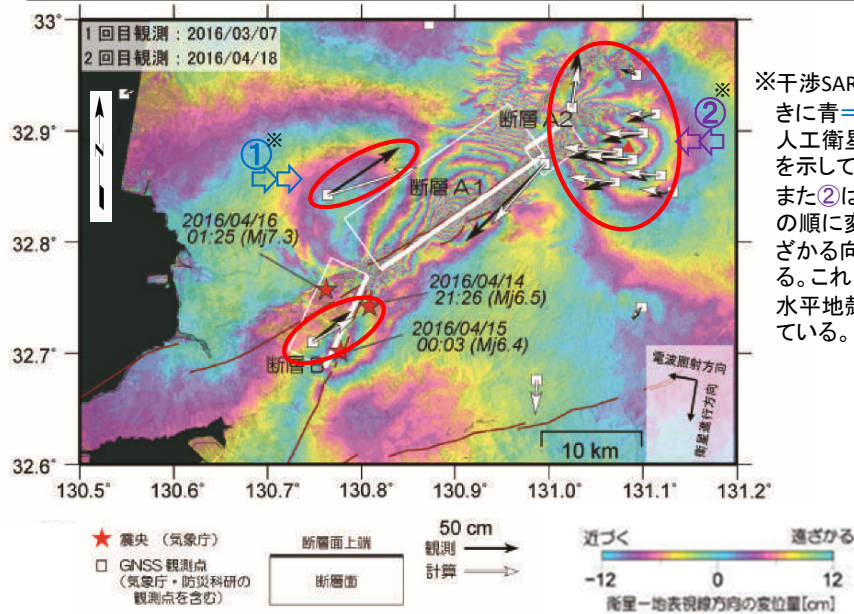 1回目観測：2016/03/07
2回目観測：2016/04/18
33°
32.9°
32.8°
32.7°
32.6°
130.5°
130.6°
130.7°
130.8°
130.9°
131.0°
131.1°
131.2°
N
①※
②※
断層A2
断層A1
断層B
2016/04/16
01:25 (Mj7.3)
2016/04/14
21:26 (Mj6.5)
2016/04/15
00:03 (Mj6.4)
10 km
電波照射方向
衛星進行方向
※干渉SAR
きに青＝
人工衛星
を示して
また②は
の順に変
ざかる向
る。これ
水平地殻
ている。
★ 震央 （気象庁）
□ GNSS 観測点
（気象庁・防災科研の
観測点を含む）
断層面上端
断層面
50 cm
観測
計算
近づく
遠ざかる
-12
0
12
衛星－地表視線方向の変位量[cm]